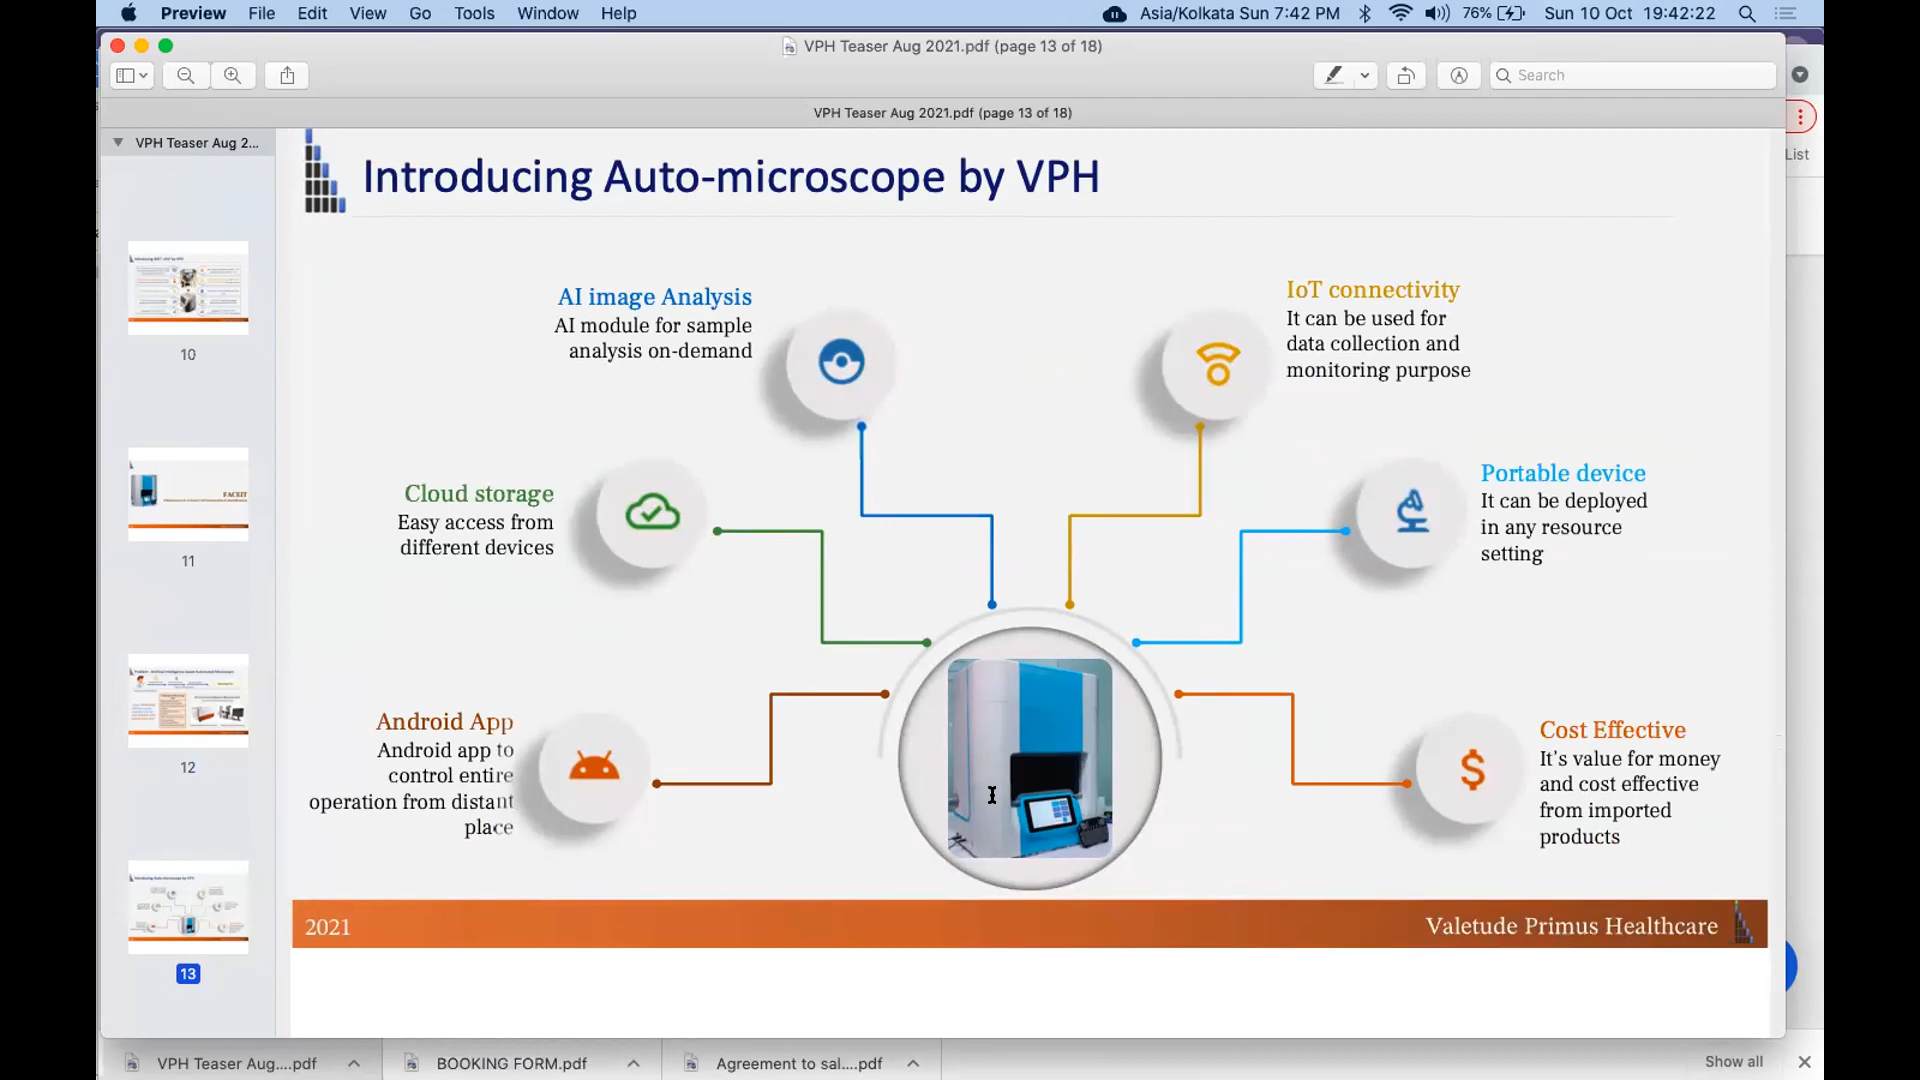 Preview File Edit View Go Tools Window Help
Asia/Kolkata Sun 7:42 PM 76% Sun 10 Oct 19:42:22
VPH Teaser Aug 2021.pdf (page 13 of 18)
Search
VPH Teaser Aug 2021.pdf (page 13 of 18)
VPH Teaser Aug 2...
List
10
FACEIT
11
12
Introducing Auto-microscope by VPH
13
Introducing Auto-microscope by VPH
AI image Analysis
AI module for sample
analysis on-demand
IoT connectivity
It can be used for
data collection and
monitoring purpose
Cloud storage
Easy access from
different devices
Portable device
It can be deployed
in any resource
setting
Android App
Android app to
control entire
operation from distant
place
Cost Effective
It's value for money
and cost effective
from imported
products
2021
Valetude Primus Healthcare
VPH Teaser Aug....pdf
BOOKING FORM.pdf
Agreement to sal....pdf
Show all